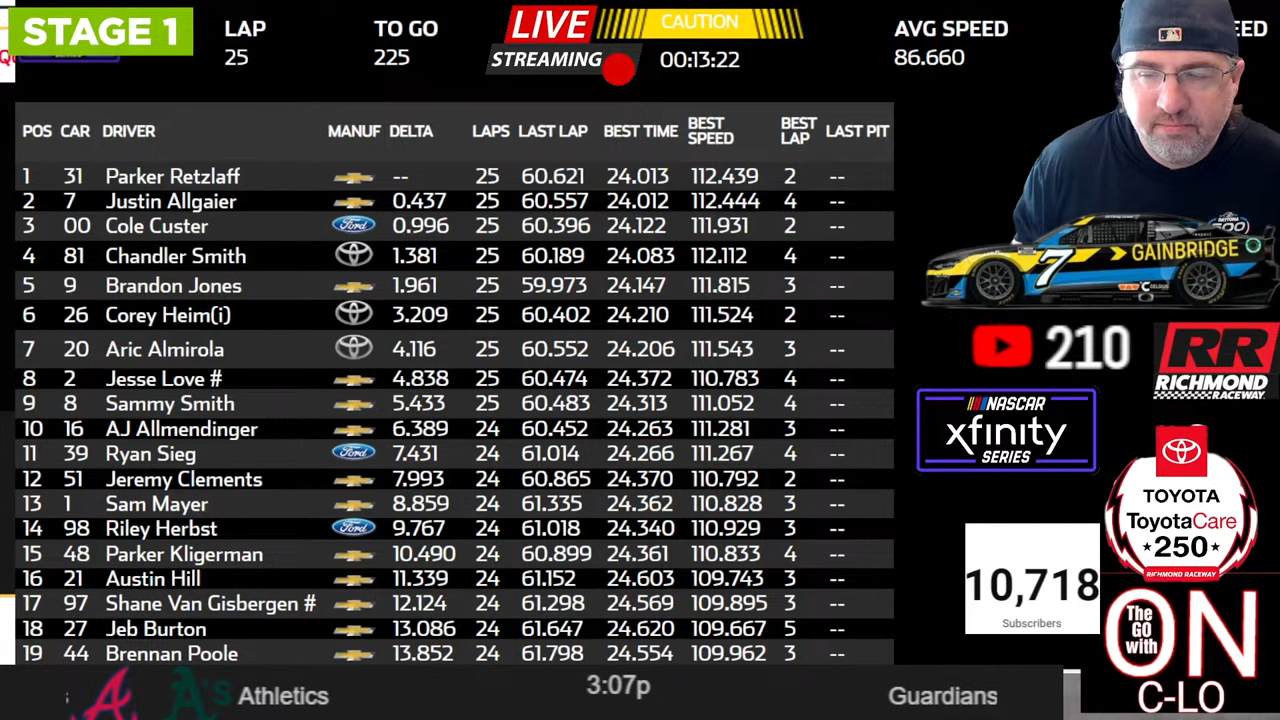 STAGE 1
LAP
25
TO GO
225
LIVE
STREAMING
CAUTION
00:13:22
AVG SPEED
86.660
POS CAR DRIVER MANUF DELTA LAPS LAST LAP BEST TIME BEST SPEED BEST LAP LAST PIT
1 31 Parker Retzlaff -- 25 60.621 24.013 112.439 2 --
2 7 Justin Allgaier 0.437 25 60.557 24.012 112.444 4 --
3 00 Cole Custer Ford 0.996 25 60.396 24.122 111.931 2 --
4 81 Chandler Smith 1.381 25 60.189 24.083 112.112 4 --
5 9 Brandon Jones 1.961 25 59.973 24.147 111.815 3 --
6 26 Corey Heim(i) 3.209 25 60.402 24.210 111.524 2 --
7 20 Aric Almirola 4.116 25 60.552 24.206 111.543 3 --
8 2 Jesse Love # 4.838 25 60.474 24.372 110.783 4 --
9 8 Sammy Smith 5.433 25 60.483 24.313 111.052 4 --
10 16 AJ Allmendinger 6.389 24 60.452 24.263 111.281 3 --
11 39 Ryan Sieg Ford 7.431 24 61.014 24.266 111.267 4 --
12 51 Jeremy Clements 7.993 24 60.865 24.370 110.792 2 --
13 1 Sam Mayer 8.859 24 61.335 24.362 110.828 3 --
14 98 Riley Herbst Ford 9.767 24 61.018 24.340 110.929 3 --
15 48 Parker Kligerman 10.490 24 60.899 24.361 110.833 4 --
16 21 Austin Hill 11.339 24 61.152 24.603 109.743 3 --
17 97 Shane Van Gisbergen # 12.124 24 61.298 24.569 109.895 3 --
18 27 Jeb Burton 13.086 24 61.647 24.620 109.667 5 --
19 44 Brennan Poole 13.852 24 61.798 24.554 109.962 3 --
7 GAINBRIDGE
CELSIUS
210
RR
RICHMOND
RACEWAY
NASCAR
xfinity
SERIES
TOYOTA
ToyotaCare
250
RICHMOND RACEWAY
10,718
Subscribers
The GO with
ON
C-LO
A A's Athletics
3:07p
Guardians